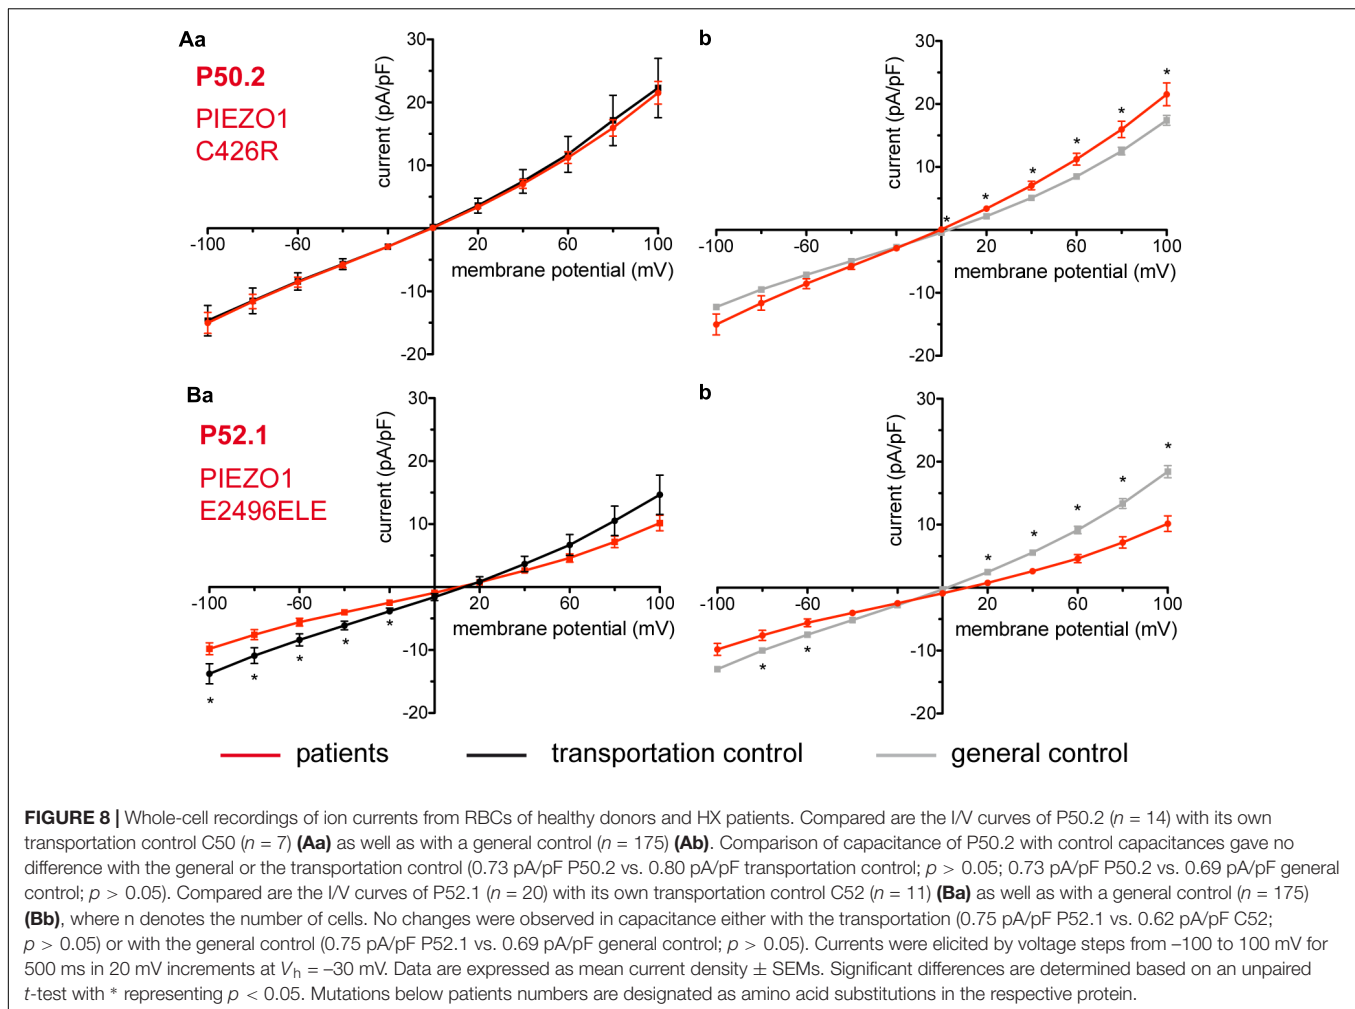 Aa
P50.2
PIEZO1
C426R
current (pA/pF)
30
20
10
-10
-20
-100
-60
20
60
100
membrane potential (mV)
b
current (pA/pF)
30
20
10
-10
-20
-100
-60
20
60
100
membrane potential (mV)
* * * * * *
Ba
P52.1
PIEZO1
E2496ELE
current (pA/pF)
30
20
10
-10
-20
-100
-60
20
60
100
membrane potential (mV)
* * * * *
b
current (pA/pF)
30
20
10
-10
-20
-100
-60
20
60
100
membrane potential (mV)
* * * * *
* *
patients
transportation control
general control
FIGURE 8 | Whole-cell recordings of ion currents from RBCs of healthy donors and HX patients. Compared are the I/V curves of P50.2 (n = 14) with its own
transportation control C50 (n = 7) (Aa) as well as with a general control (n = 175) (Ab). Comparison of capacitance of P50.2 with control capacitances gave no
difference with the general or the transportation control (0.73 pA/pF P50.2 vs. 0.80 pA/pF transportation control; p > 0.05; 0.73 pA/pF P50.2 vs. 0.69 pA/pF general
control; p > 0.05). Compared are the I/V curves of P52.1 (n = 20) with its own transportation control C52 (n = 11) (Ba) as well as with a general control (n = 175)
(Bb), where n denotes the number of cells. No changes were observed in capacitance either with the transportation (0.75 pA/pF P52.1 vs. 0.62 pA/pF C52;
p > 0.05) or with the general control (0.75 pA/pF P52.1 vs. 0.69 pA/pF general control; p > 0.05). Currents were elicited by voltage steps from –100 to 100 mV for
500 ms in 20 mV increments at Vh = –30 mV. Data are expressed as mean current density ± SEMs. Significant differences are determined based on an unpaired
t-test with * representing p < 0.05. Mutations below patients numbers are designated as amino acid substitutions in the respective protein.